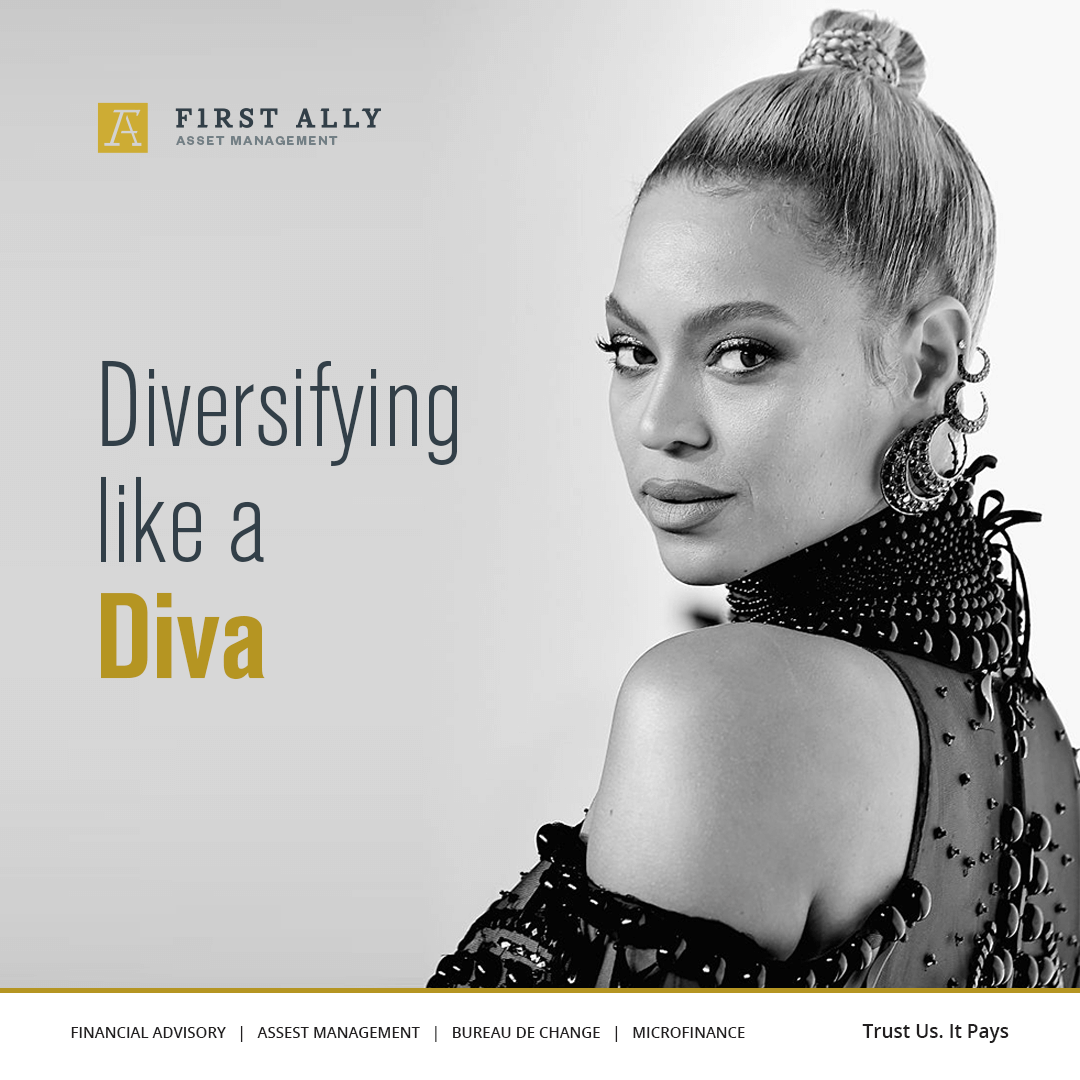 FIRST ALLY
ASSET MANAGEMENT
Diversifying
like a
Diva
FINANCIAL ADVISORY | ASSEST MANAGEMENT | BUREAU DE CHANGE | MICROFINANCE
Trust Us. It Pays